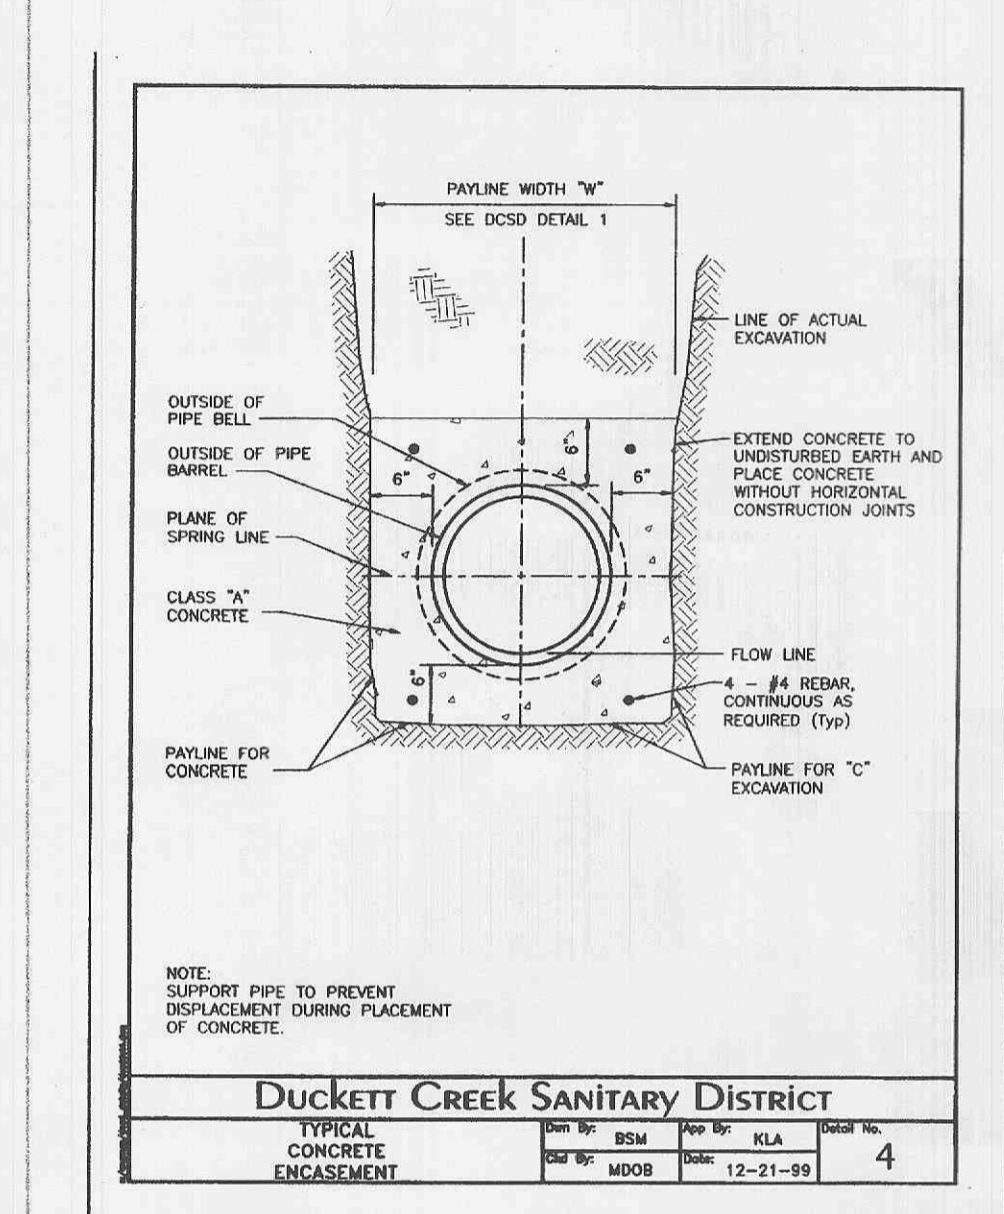 PAYLINE WIDTH "W"
SEE DCSD DETAIL 1
LINE OF ACTUAL
EXCAVATION
OUTSIDE OF
PIPE BELL
OUTSIDE OF PIPE
BARREL
6"
6"
6"
EXTEND CONCRETE TO
UNDISTURBED EARTH AND
PLACE CONCRETE
WITHOUT HORIZONTAL
CONSTRUCTION JOINTS
PLANE OF
SPRING LINE
CLASS "A"
CONCRETE
FLOW LINE
6"
4 - #4 REBAR,
CONTINUOUS AS
REQUIRED (Typ)
PAYLINE FOR
CONCRETE
PAYLINE FOR "C"
EXCAVATION
NOTE:
SUPPORT PIPE TO PREVENT
DISPLACEMENT DURING PLACEMENT
OF CONCRETE.
DUCKETT CREEK SANITARY DISTRICT
TYPICAL
CONCRETE
ENCASEMENT
Dwn By: BSM
App By: KLA
Detail No.
4
Ckd By: MDOB
Date: 12-21-99